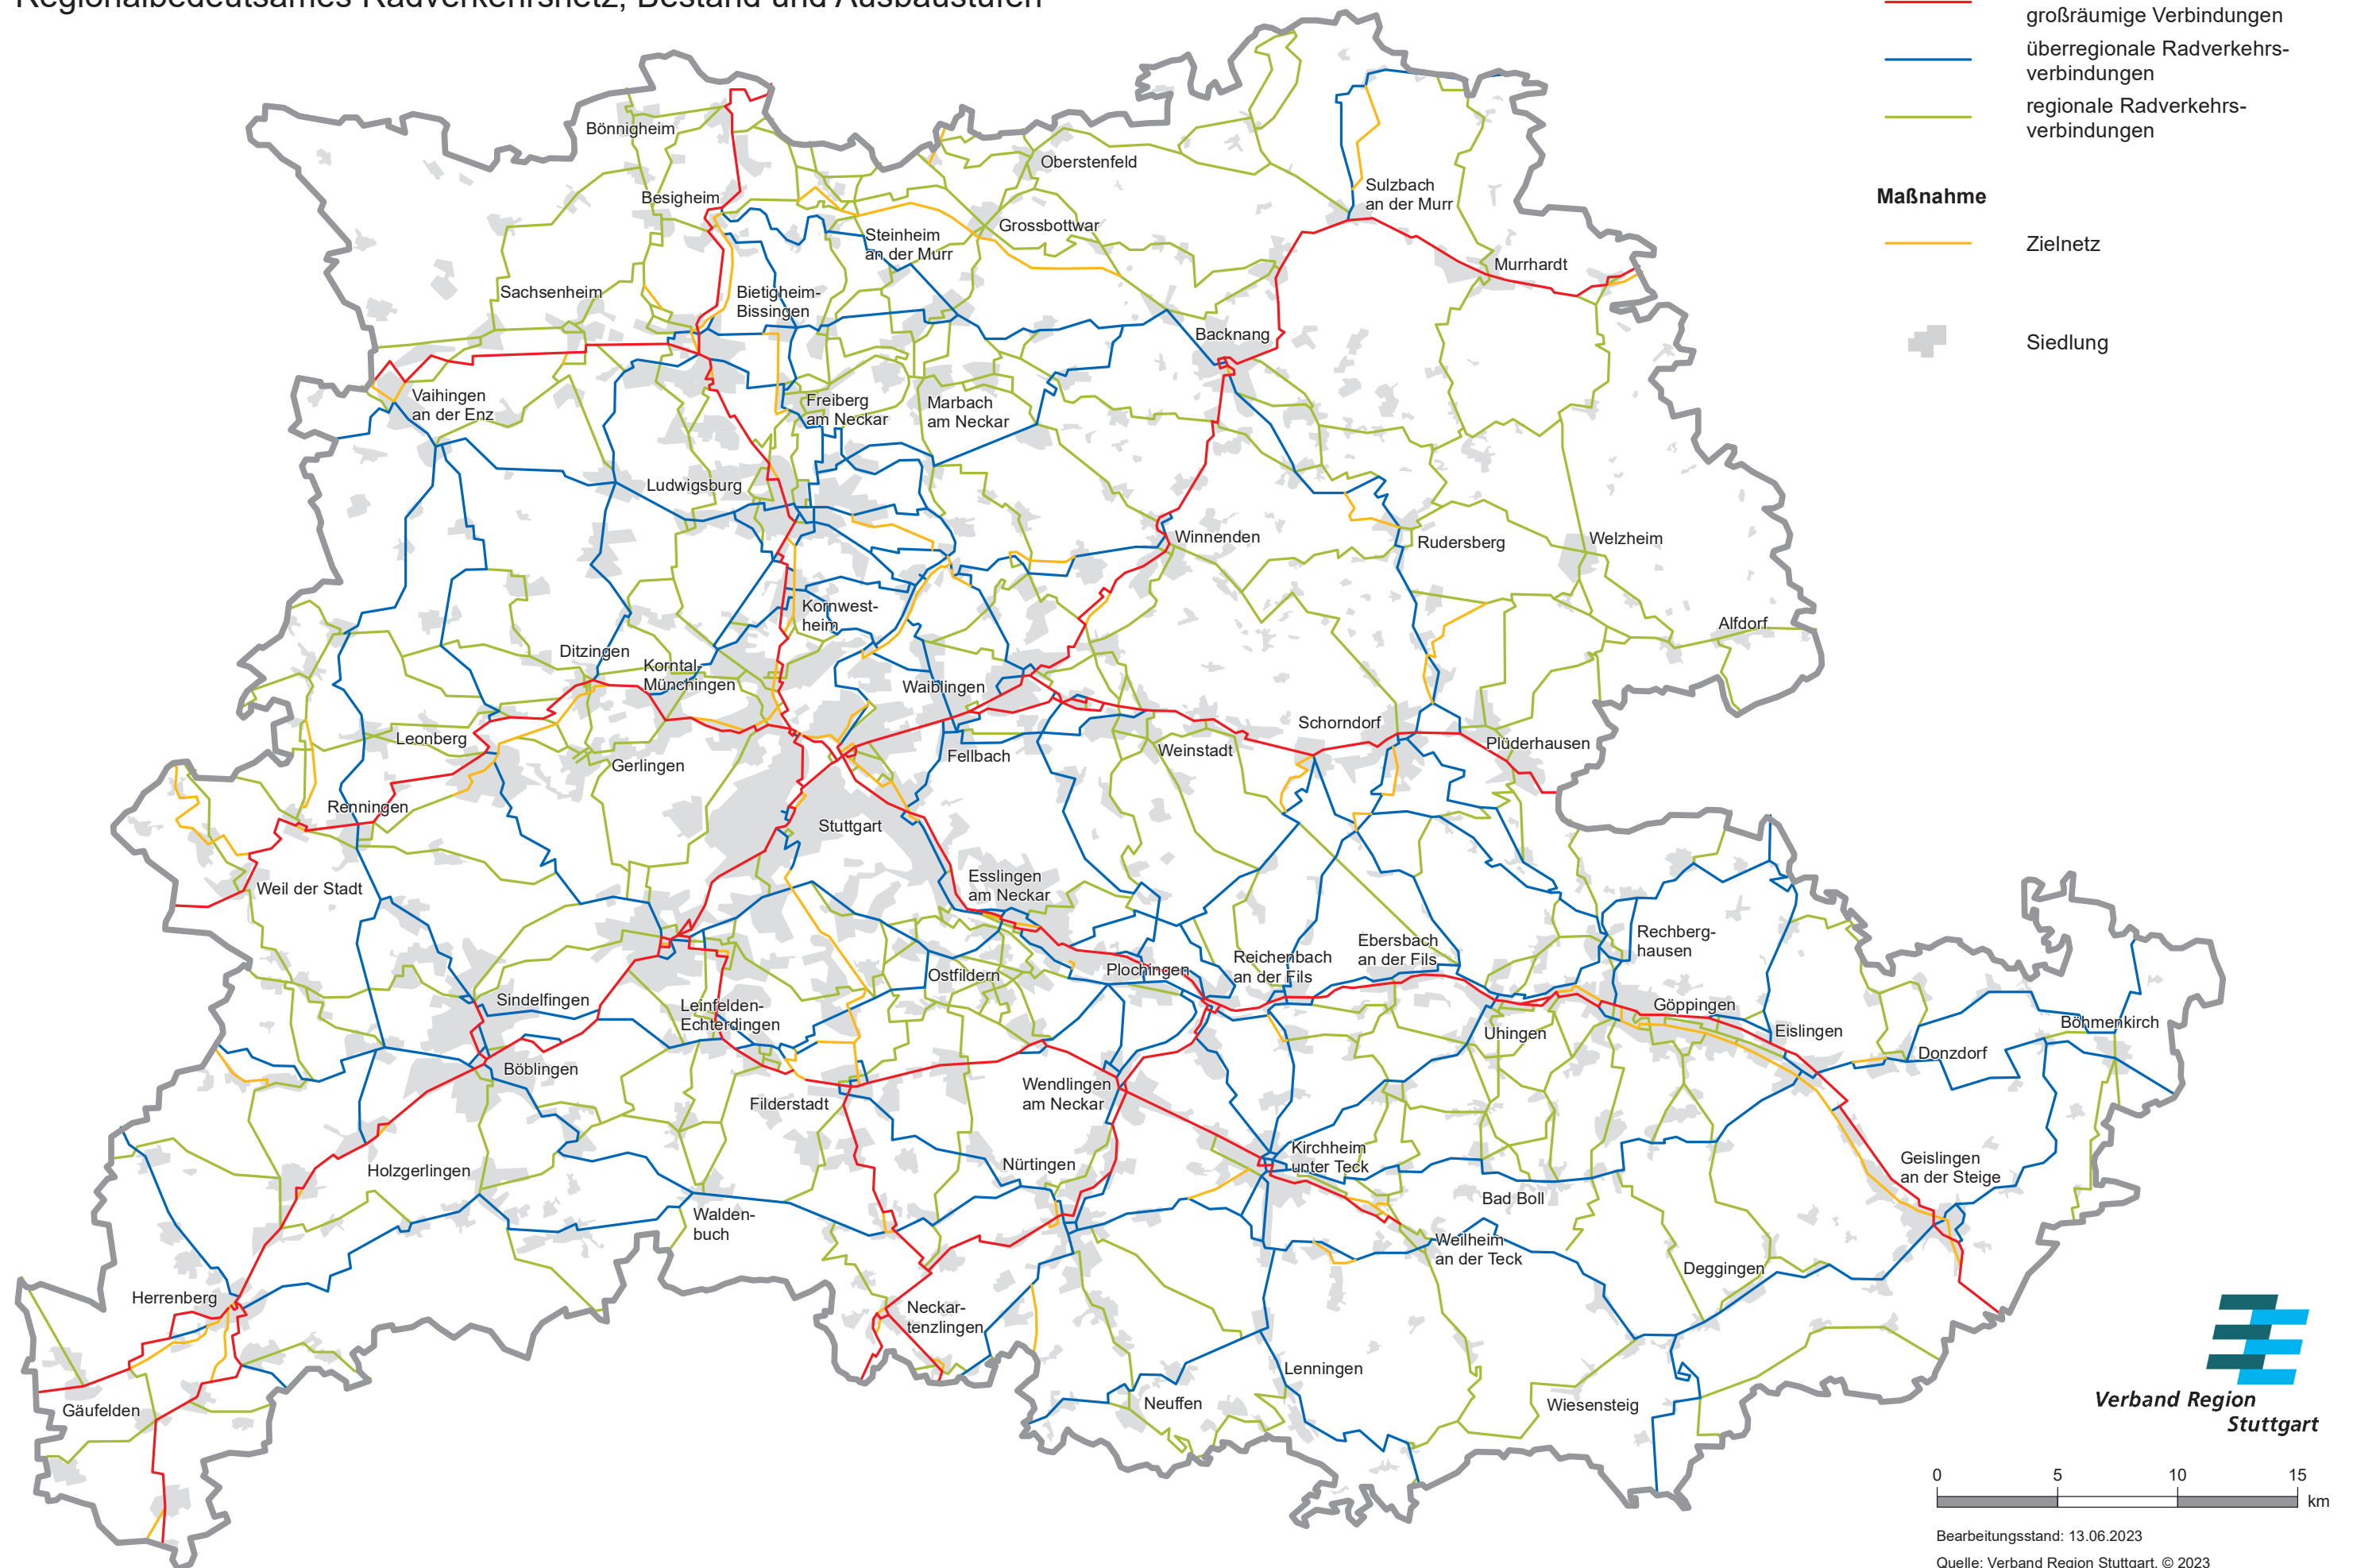 Regionalbedeutsames Radverkehrsnetz, Bestand und Ausbaustufen
großräumige Verbindungen
überregionale Radverkehrs-
verbindungen
regionale Radverkehrs-
verbindungen
Maßnahme
Zielnetz
Siedlung
Bönnigheim
Oberstenfeld
Besigheim
Sulzbach
an der Murr
Grossbottwar
Steinheim
an der Murr
Murrhardt
Sachsenheim
Bietigheim-
Bissingen
Backnang
Vaihingen
an der Enz
Freiberg
am Neckar
Marbach
am Neckar
Ludwigsburg
Winnenden
Rudersberg
Welzheim
Kornwest-
heim
Alfdorf
Ditzingen
Korntal-
Münchingen
Waiblingen
Schorndorf
Leonberg
Fellbach
Weinstadt
Plüderhausen
Gerlingen
Renningen
Stuttgart
Esslingen
am Neckar
Weil der Stadt
Rechberg-
hausen
Ebersbach
an der Fils
Reichenbach
an der Fils
Plochingen
Ostfildern
Sindelfingen
Leinfelden-
Echterdingen
Göppingen
Uhingen
Eislingen
Böhmenkirch
Donzdorf
Böblingen
Wendlingen
am Neckar
Filderstadt
Kirchheim
unter Teck
Geislingen
an der Steige
Holzgerlingen
Nürtingen
Bad Boll
Walden-
buch
Weilheim
an der Teck
Deggingen
Herrenberg
Neckar-
tenzlingen
Lenningen
Neuffen
Wiesensteig
Gäufelden
Verband Region
Stuttgart
0 5 10 15
km
Bearbeitungsstand: 13.06.2023
Quelle: Verband Region Stuttgart, © 2023